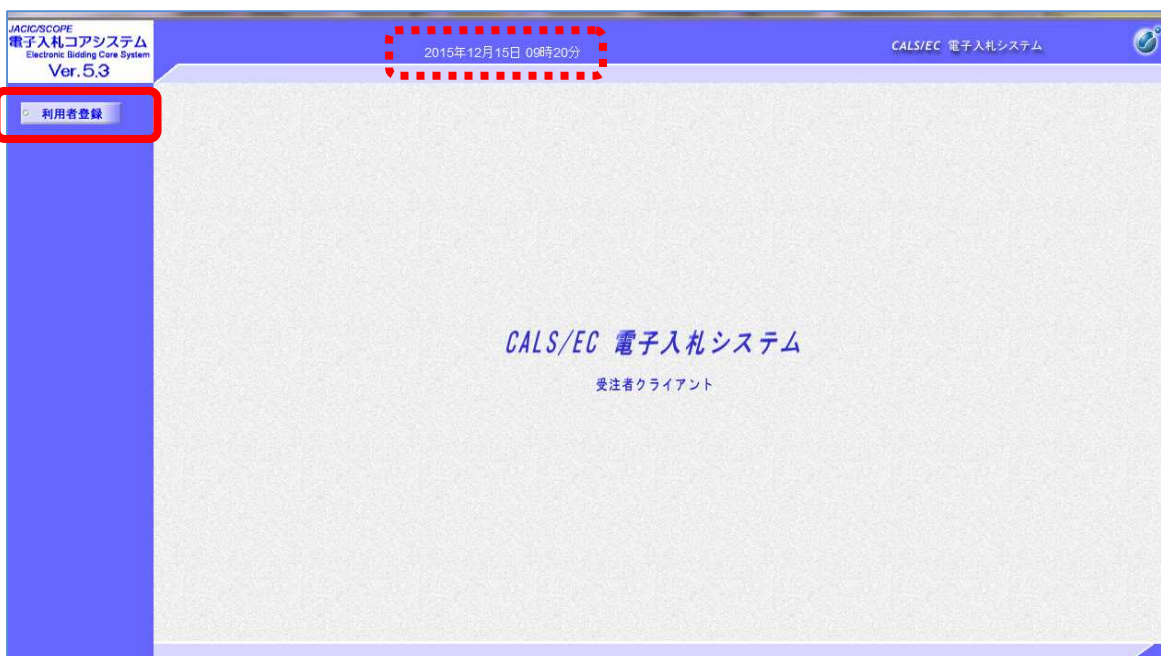 JACIC/SCOPE
電子入札コアシステム
Electronic Bidding Core System
Ver.5.3
2015年12月15日 09時20分
CALS/EC 電子入札システム
利用者登録
CALS/EC 電子入札システム
受注者クライアント